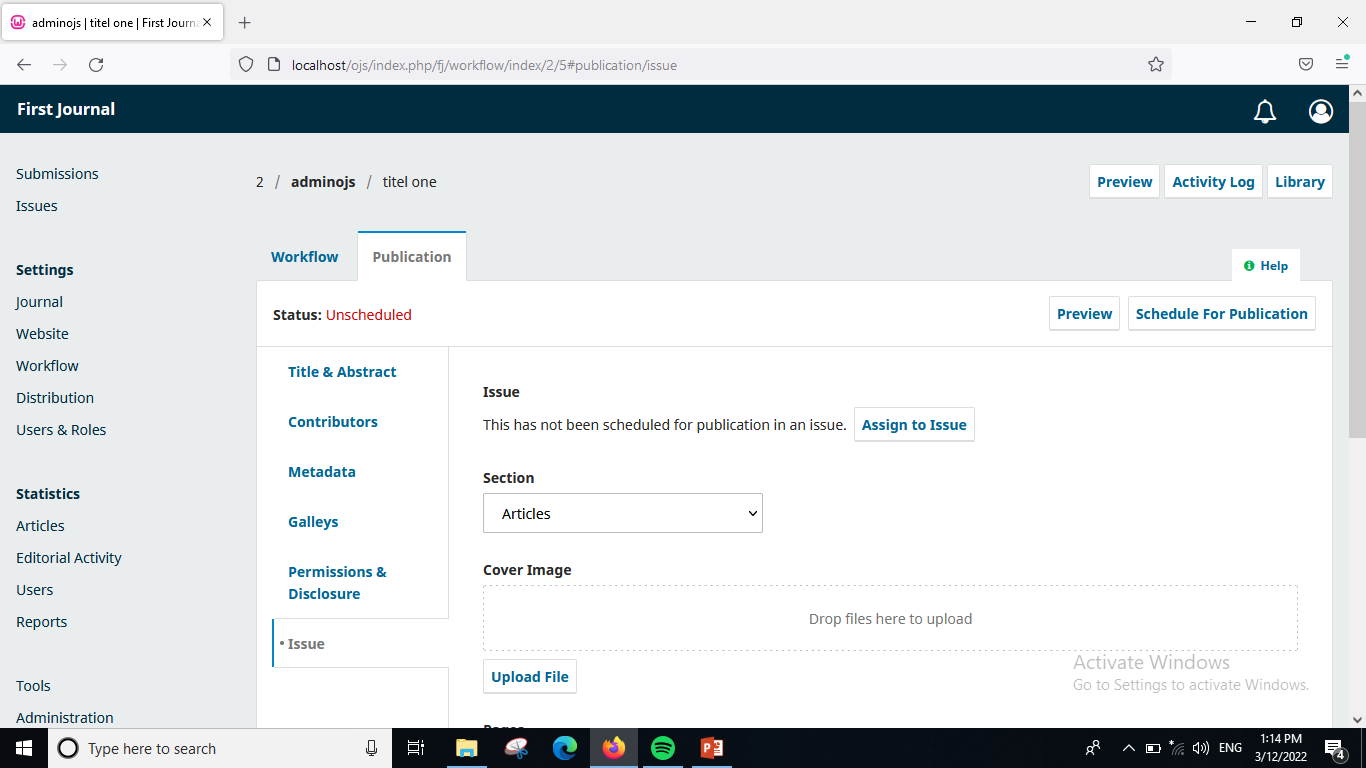 adminojs | titel one | First Journa
localhost/ojs/index.php/fj/workflow/index/2/5#publication/issue
First Journal
Submissions
Issues
Settings
Journal
Website
Workflow
Distribution
Users & Roles
Statistics
Articles
Editorial Activity
Users
Reports
Tools
Administration
2 / adminojs / titel one
Preview Activity Log Library
Workflow Publication
Help
Status: Unscheduled
Preview Schedule For Publication
Title & Abstract
Contributors
Metadata
Galleys
Permissions &
Disclosure
• Issue
Issue
This has not been scheduled for publication in an issue. Assign to Issue
Section
Articles
Cover Image
Drop files here to upload
Upload File
Pages
Activate Windows
Go to Settings to activate Windows.
Type here to search
ENG
1:14 PM
3/12/2022
4